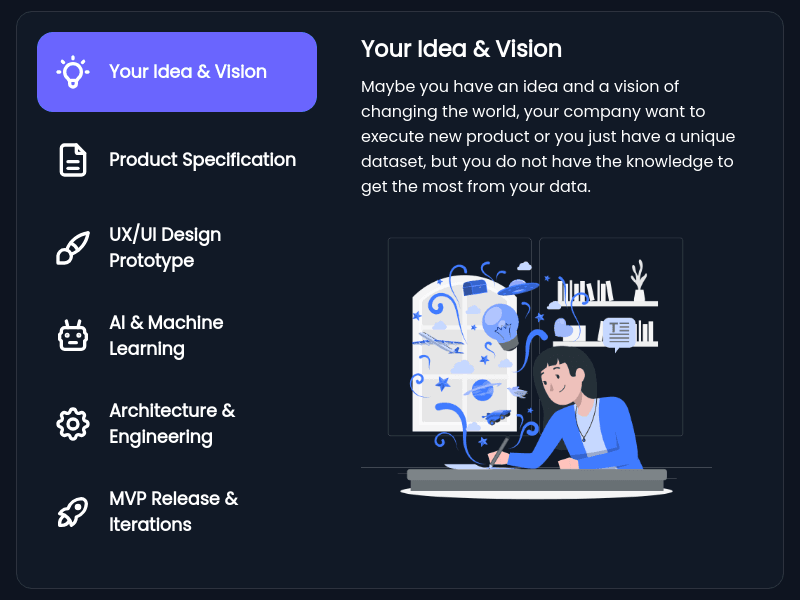 Your Idea & Vision
Product Specification
UX/UI Design
Prototype
AI & Machine
Learning
Architecture &
Engineering
MVP Release &
Iterations
Your Idea & Vision
Maybe you have an idea and a vision of
changing the world, your company want to
execute new product or you just have a unique
dataset, but you do not have the knowledge to
get the most from your data.
T